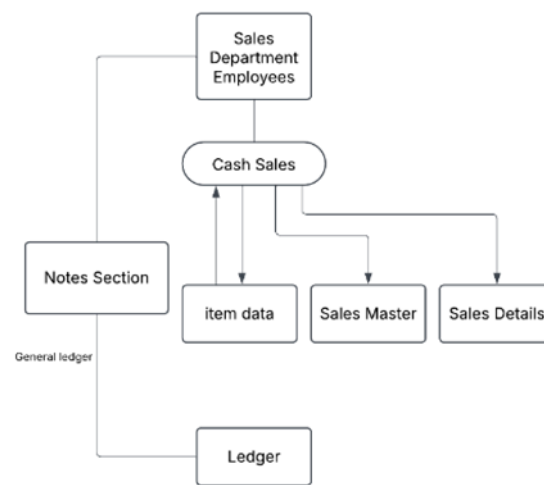 Sales
Department
Employees
Cash Sales
Notes Section
item data
Sales Master
Sales Details
General ledger
Ledger